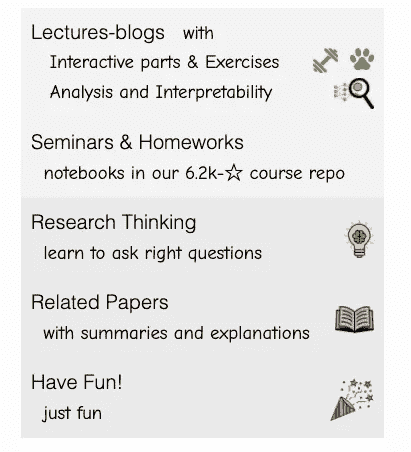 Lectures-blogs with
Interactive parts & Exercises
Analysis and Interpretability
Seminars & Homeworks
notebooks in our 6.2k-☆ course repo
Research Thinking
learn to ask right questions
Related Papers
with summaries and explanations
Have Fun!
just fun